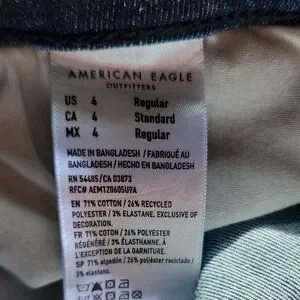 AMERICAN EAGLE
OUTFITTERS
US 4 Regular
CA 4 Standard
MX 4 Regular
MADE IN BANGLADESH / FABRIQUÉ AU
BANGLADESH / HECHO EN BANGLADESH
RN 54485/CA 03873
RFC# AEM120605U9A
EN 71% COTTON / 26% RECYCLED
POLYESTER / 3% ELASTANE. EXCLUSIVE OF
DECORATION.
FR 71% COTON / 26% POLYESTER
RÉGÉNÉRÉ / 3% ÉLASTHANNE. À
L'EXCEPTION DE LA GARNITURE.
SP 71% algodón / 26% poliéster reciclado /
3% elastano.